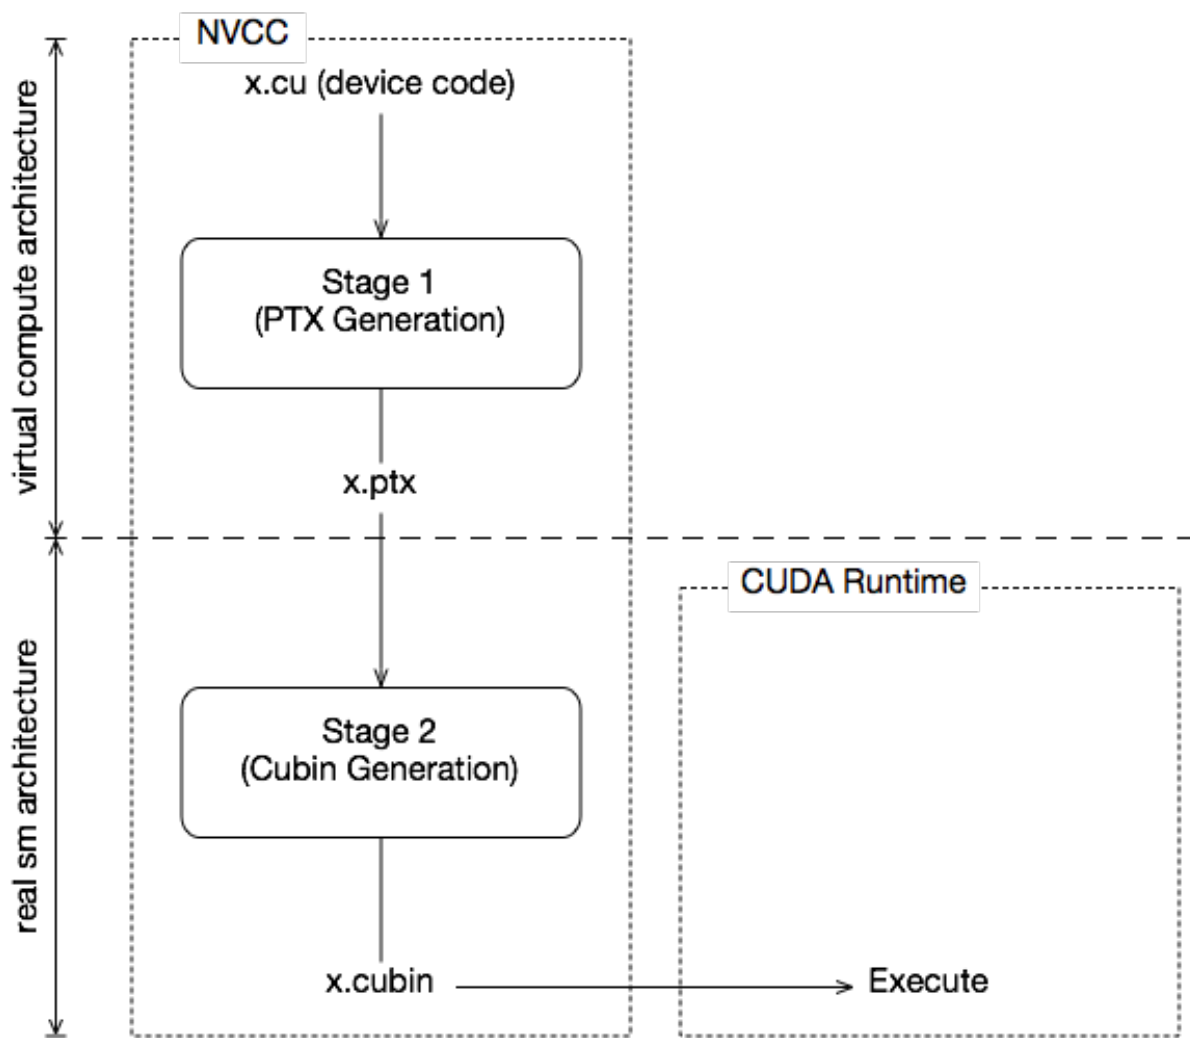 NVCC
x.cu (device code)
virtual compute architecture
Stage 1
(PTX Generation)
x.ptx
CUDA Runtime
real sm architecture
Stage 2
(Cubin Generation)
x.cubin
Execute